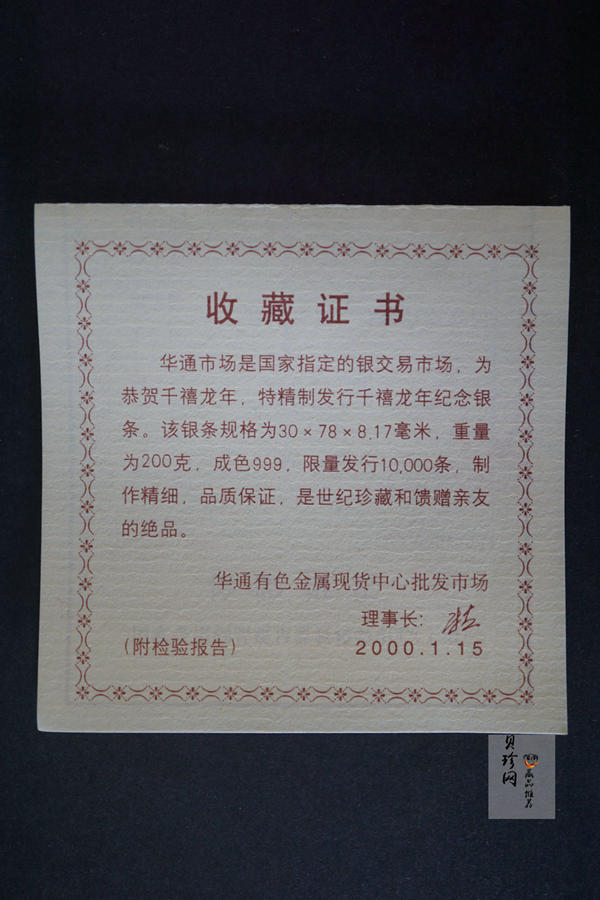 收藏证书
华通市场是国家指定的银交易市场，为
恭贺千禧龙年，特精制发行千禧龙年纪念银
条。该银条规格为30×78×8.17毫米，重量
为200克，成色999，限量发行10,000条，制
作精细，品质保证，是世纪珍藏和馈赠亲友
的绝品。
华通有色金属现货中心批发市场
理事长：
（附检验报告）
2000.1.15
贝珍网
藏品推荐